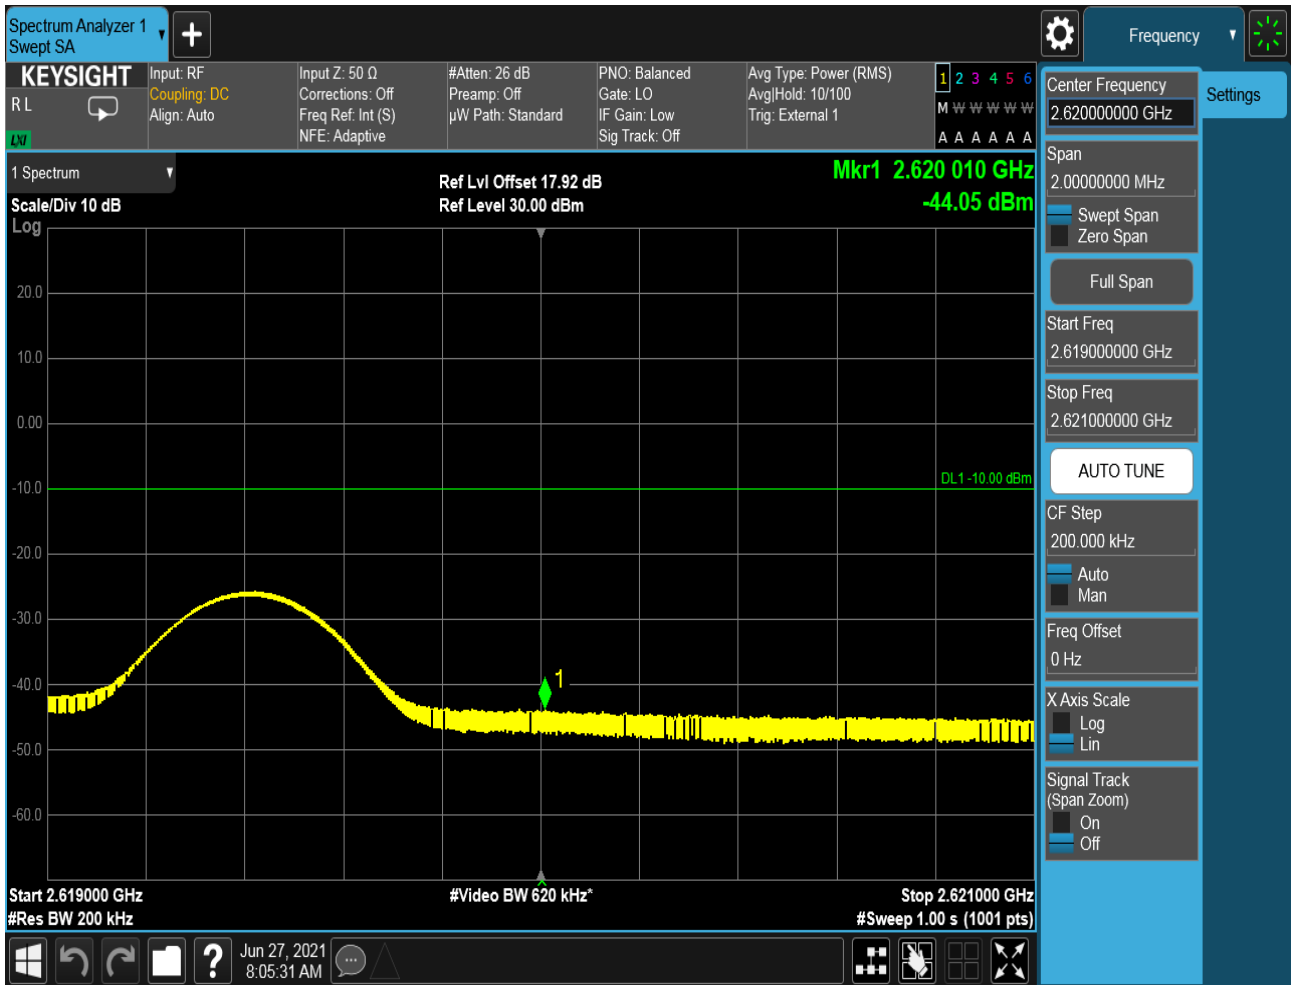 Spectrum Analyzer 1
Swept SA
Frequency
KEYSIGHT
R L
LXI
Input: RF
Coupling: DC
Align: Auto
Input Z: 50 Ω
Corrections: Off
Freq Ref: Int (S)
NFE: Adaptive
#Atten: 26 dB
Preamp: Off
µW Path: Standard
PNO: Balanced
Gate: LO
IF Gain: Low
Sig Track: Off
Avg Type: Power (RMS)
Avg|Hold: 10/100
Trig: External 1
1 2 3 4 5 6
M W W W W W
A A A A A A
1 Spectrum
Scale/Div 10 dB
Log
Ref Lvl Offset 17.92 dB
Ref Level 30.00 dBm
Mkr1 2.620 010 GHz
-44.05 dBm
20.0
10.0
0.00
-10.0
-20.0
-30.0
-40.0
-50.0
-60.0
DL1 -10.00 dBm
1
Start 2.619000 GHz
#Res BW 200 kHz
#Video BW 620 kHz*
Stop 2.621000 GHz
#Sweep 1.00 s (1001 pts)
Center Frequency
2.620000000 GHz
Settings
Span
2.00000000 MHz
Swept Span
Zero Span
Full Span
Start Freq
2.619000000 GHz
Stop Freq
2.621000000 GHz
AUTO TUNE
CF Step
200.000 kHz
Auto
Man
Freq Offset
0 Hz
X Axis Scale
Log
Lin
Signal Track
(Span Zoom)
On
Off
?
Jun 27, 2021
8:05:31 AM